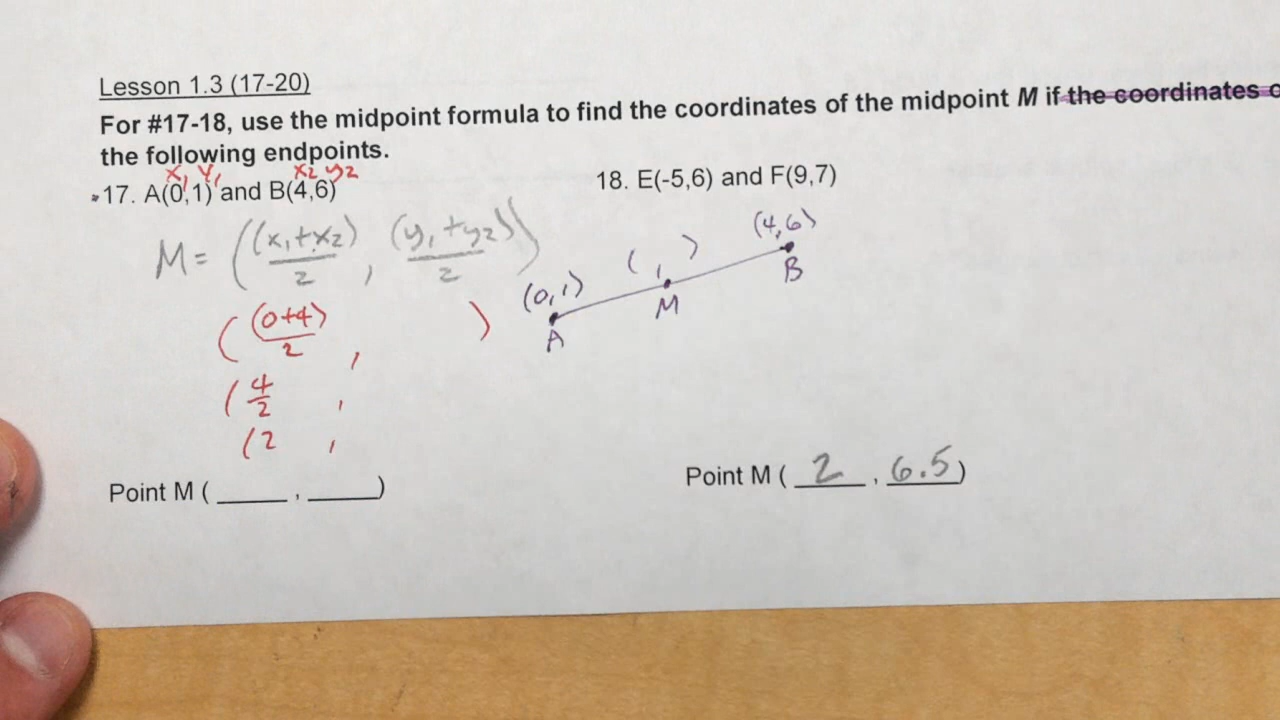 Lesson 1.3 (17-20)
For #17-18, use the midpoint formula to find the coordinates of the midpoint M if the coordinates o
the following endpoints.
x₁ y₁ x₂ y₂
17. A(0,1) and B(4,6)
18. E(-5,6) and F(9,7)
M = ((x₁+x₂)/2, (y₁+y₂)/2)
(0,1)
A
( , )
M
(4,6)
B
((0+4)/2 , )
(4/2 ,
(2 ,
Point M ( _____ , _____)
Point M ( 2 , 6.5)